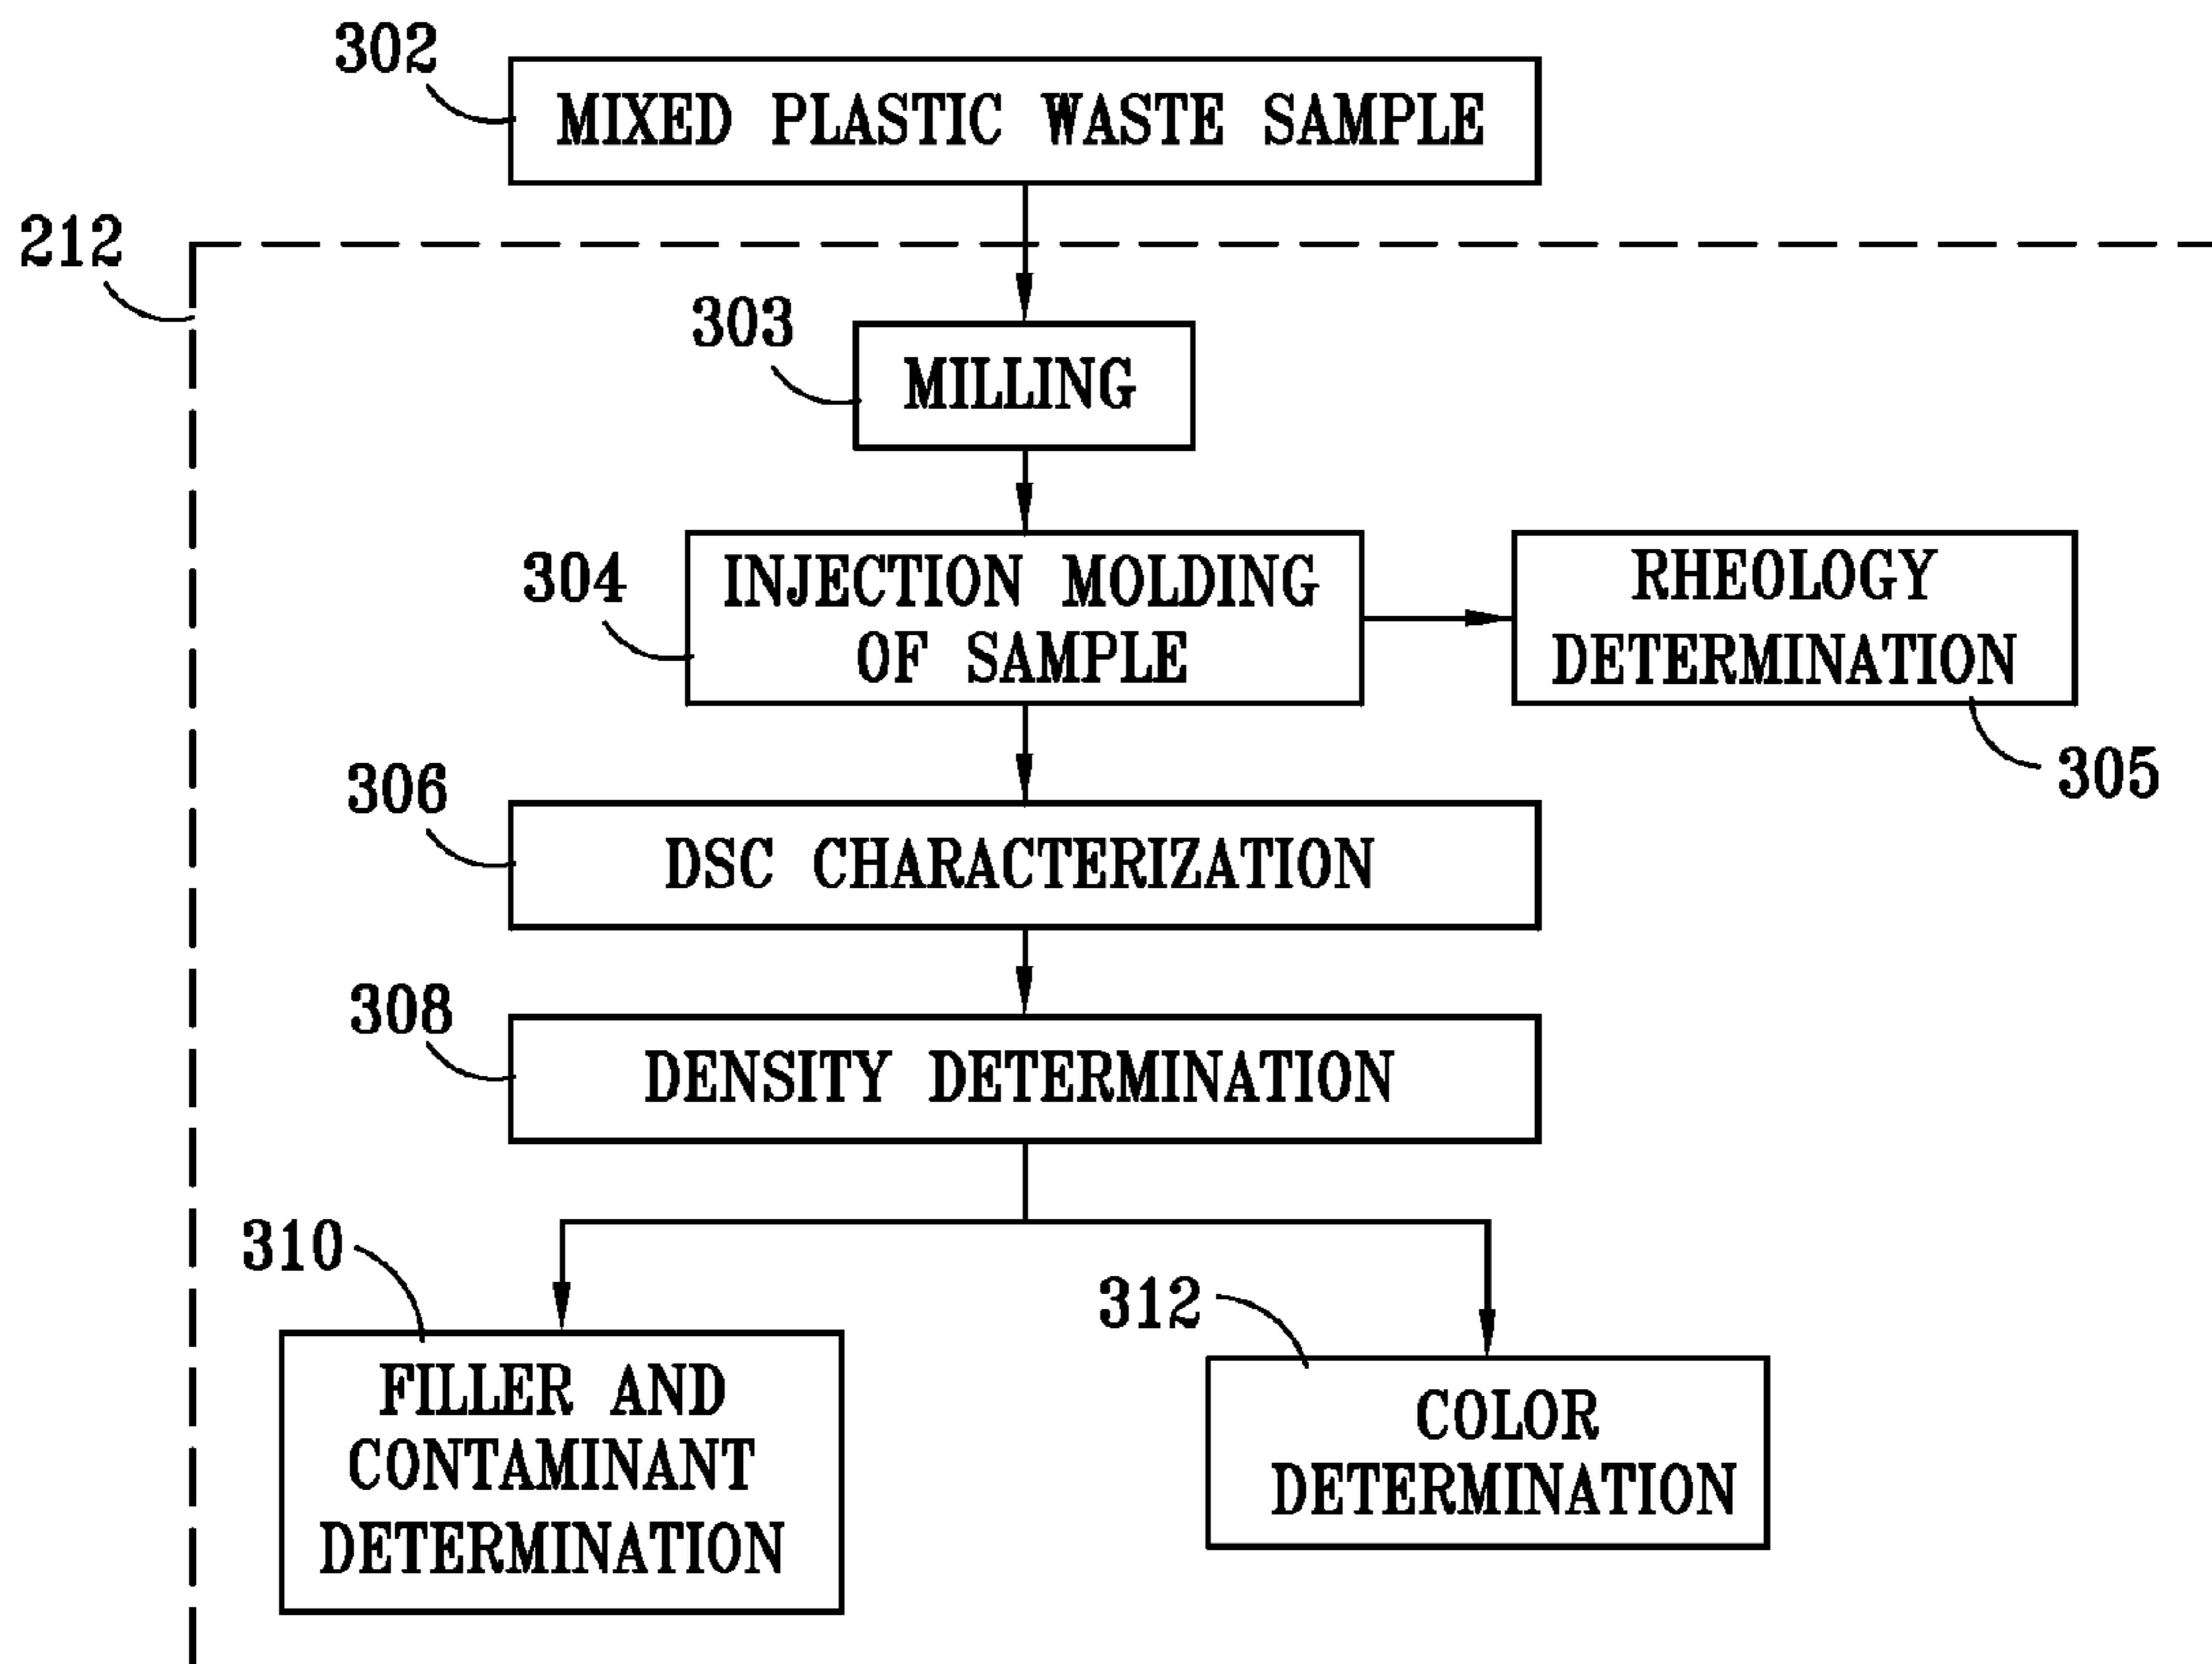 302
MIXED PLASTIC WASTE SAMPLE
212
303
MILLING
304
INJECTION MOLDING
OF SAMPLE
RHEOLOGY
DETERMINATION
305
306
DSC CHARACTERIZATION
308
DENSITY DETERMINATION
310
FILLER AND
CONTAMINANT
DETERMINATION
312
COLOR
DETERMINATION